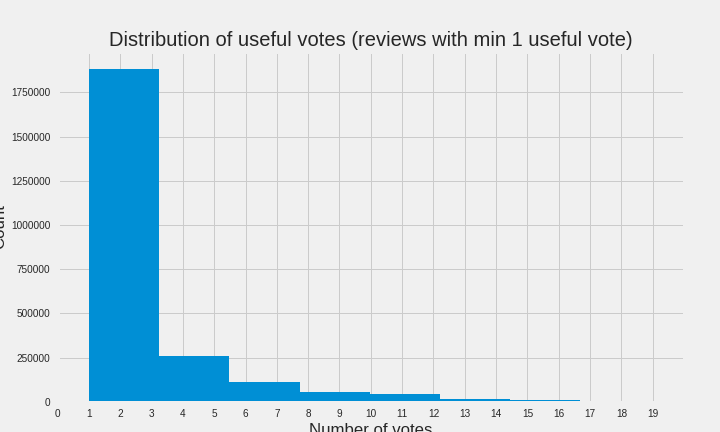 Distribution of useful votes (reviews with min 1 useful vote)
1750000
1500000
1250000
1000000
750000
500000
250000
0
Count
0 1 2 3 4 5 6 7 8 9 10 11 12 13 14 15 16 17 18 19
Number of votes